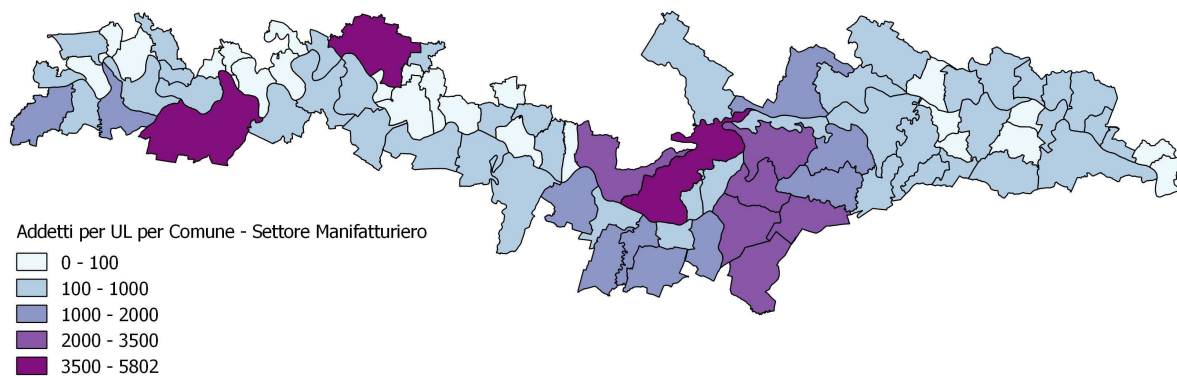 Addetti per UL per Comune - Settore Manifatturiero
0 - 100
100 - 1000
1000 - 2000
2000 - 3500
3500 - 5802